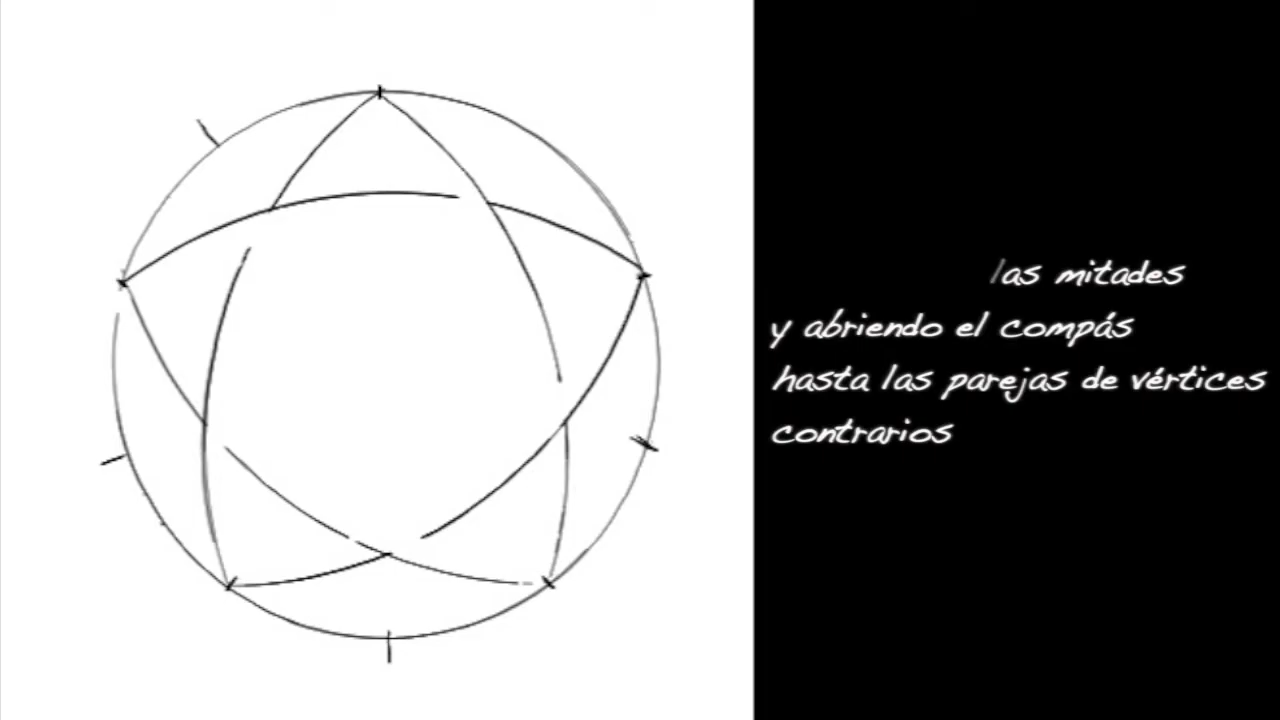 las mitades
y abriendo el compás
hasta las parejas de vértices
contrarios